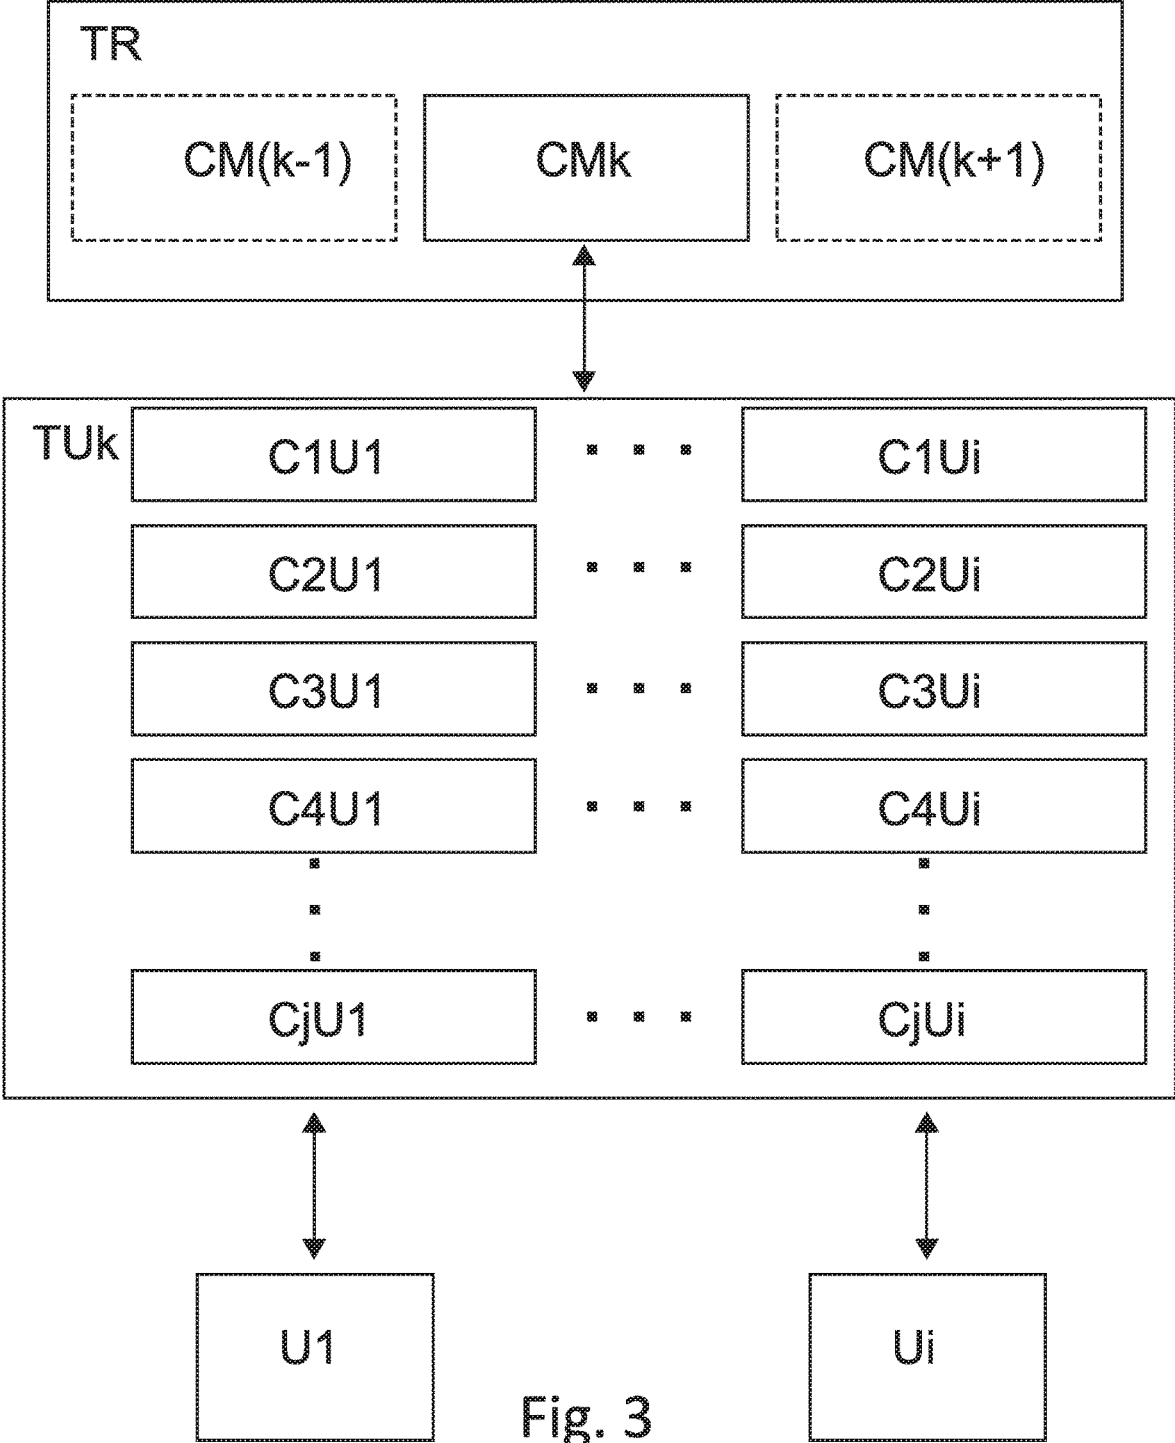 TR
CM(k-1) CMk CM(k+1)
TUk
C1U1 C1Ui
C2U1 C2Ui
C3U1 C3Ui
C4U1 C4Ui
CjU1 CjUi
U1 Ui
Fig. 3